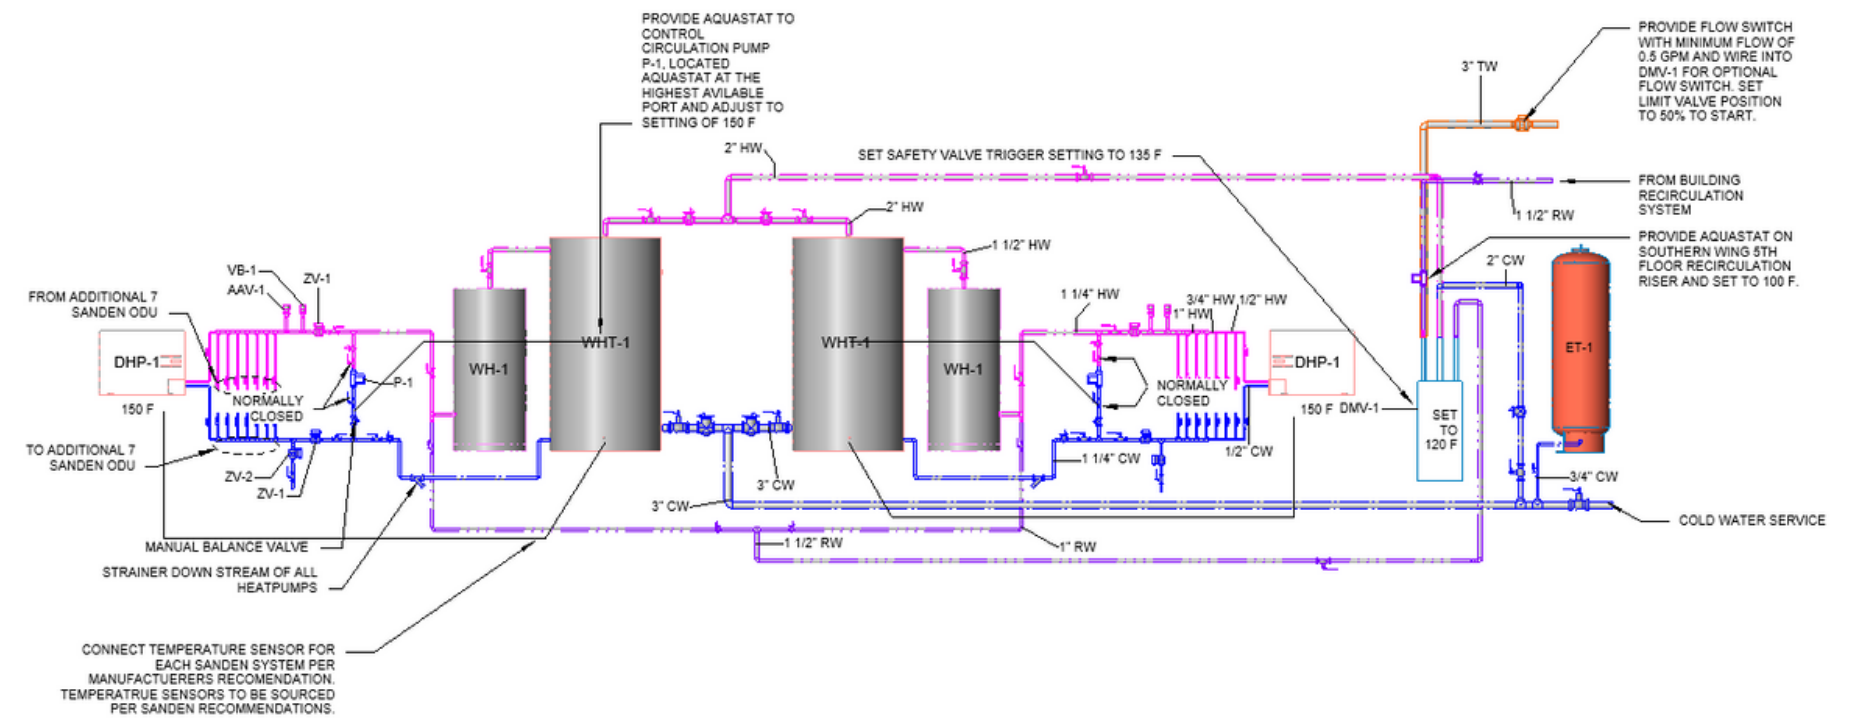 PROVIDE AQUASTAT TO
CONTROL
CIRCULATION PUMP
P-1, LOCATED
AQUASTAT AT THE
HIGHEST AVILABLE
PORT AND ADJUST TO
SETTING OF 150 F
PROVIDE FLOW SWITCH
WITH MINIMUM FLOW OF
0.5 GPM AND WIRE INTO
DMV-1 FOR OPTIONAL
FLOW SWITCH. SET
LIMIT VALVE POSITION
TO 50% TO START.
3" TW
2" HW
SET SAFETY VALVE TRIGGER SETTING TO 135 F
FROM BUILDING
RECIRCULATION
SYSTEM
1 1/2" RW
2" HW
1 1/2" HW
PROVIDE AQUASTAT ON
SOUTHERN WING 5TH
FLOOR RECIRCULATION
RISER AND SET TO 100 F.
2" CW
VB-1
AAV-1
ZV-1
FROM ADDITIONAL 7
SANDEN ODU
1 1/4" HW
3/4" HW
1/2" HW
1" HW
DHP-1
WH-1
WHT-1
WHT-1
WH-1
DHP-1
ET-1
P-1
NORMALLY
CLOSED
NORMALLY
CLOSED
150 F
150 F
DMV-1
SET
TO
120 F
TO ADDITIONAL 7
SANDEN ODU
ZV-2
ZV-1
3" CW
1 1/4" CW
1/2" CW
3/4" CW
3" CW
COLD WATER SERVICE
MANUAL BALANCE VALVE
1 1/2" RW
1" RW
STRAINER DOWN STREAM OF ALL
HEATPUMPS
CONNECT TEMPERATURE SENSOR FOR
EACH SANDEN SYSTEM PER
MANUFACTUERERS RECOMENDATION.
TEMPERATRUE SENSORS TO BE SOURCED
PER SANDEN RECOMMENDATIONS.